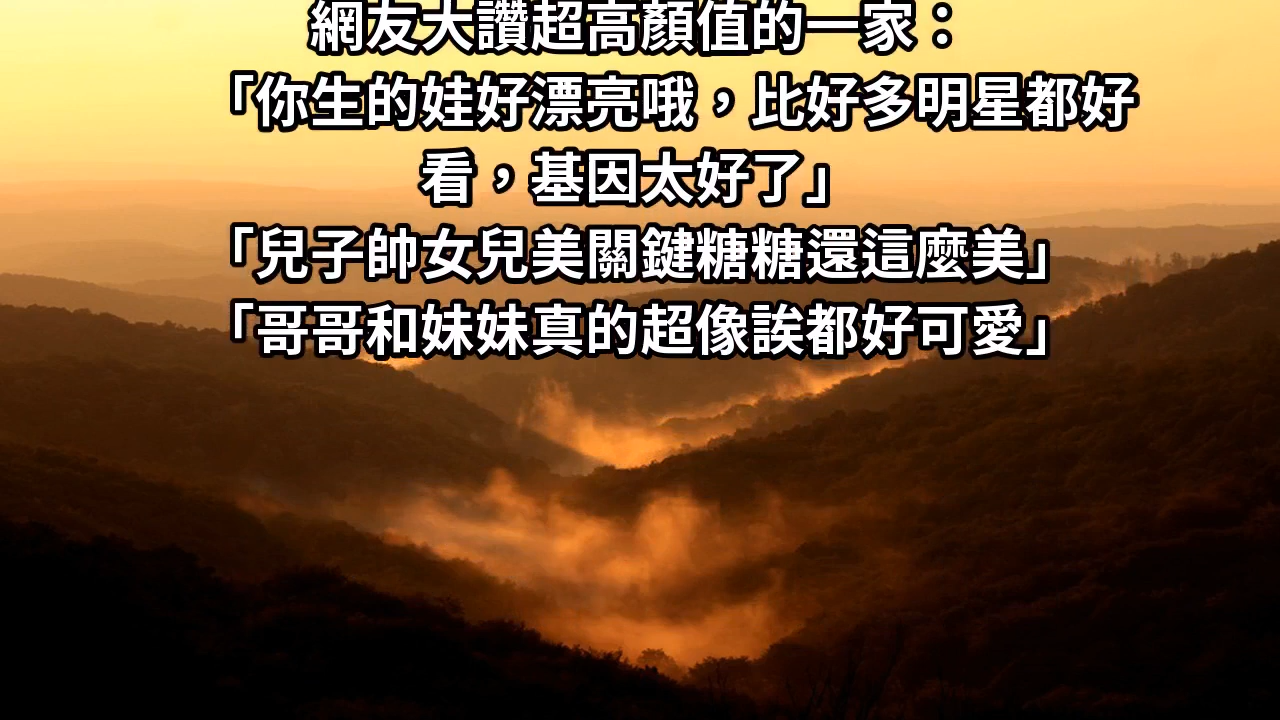 網友大讚超高顏值的一家：
「你生的娃好漂亮哦，比好多明星都好
看，基因太好了」
「兒子帥女兒美關鍵糖糖還這麼美」
「哥哥和妹妹真的超像誒都好可愛」